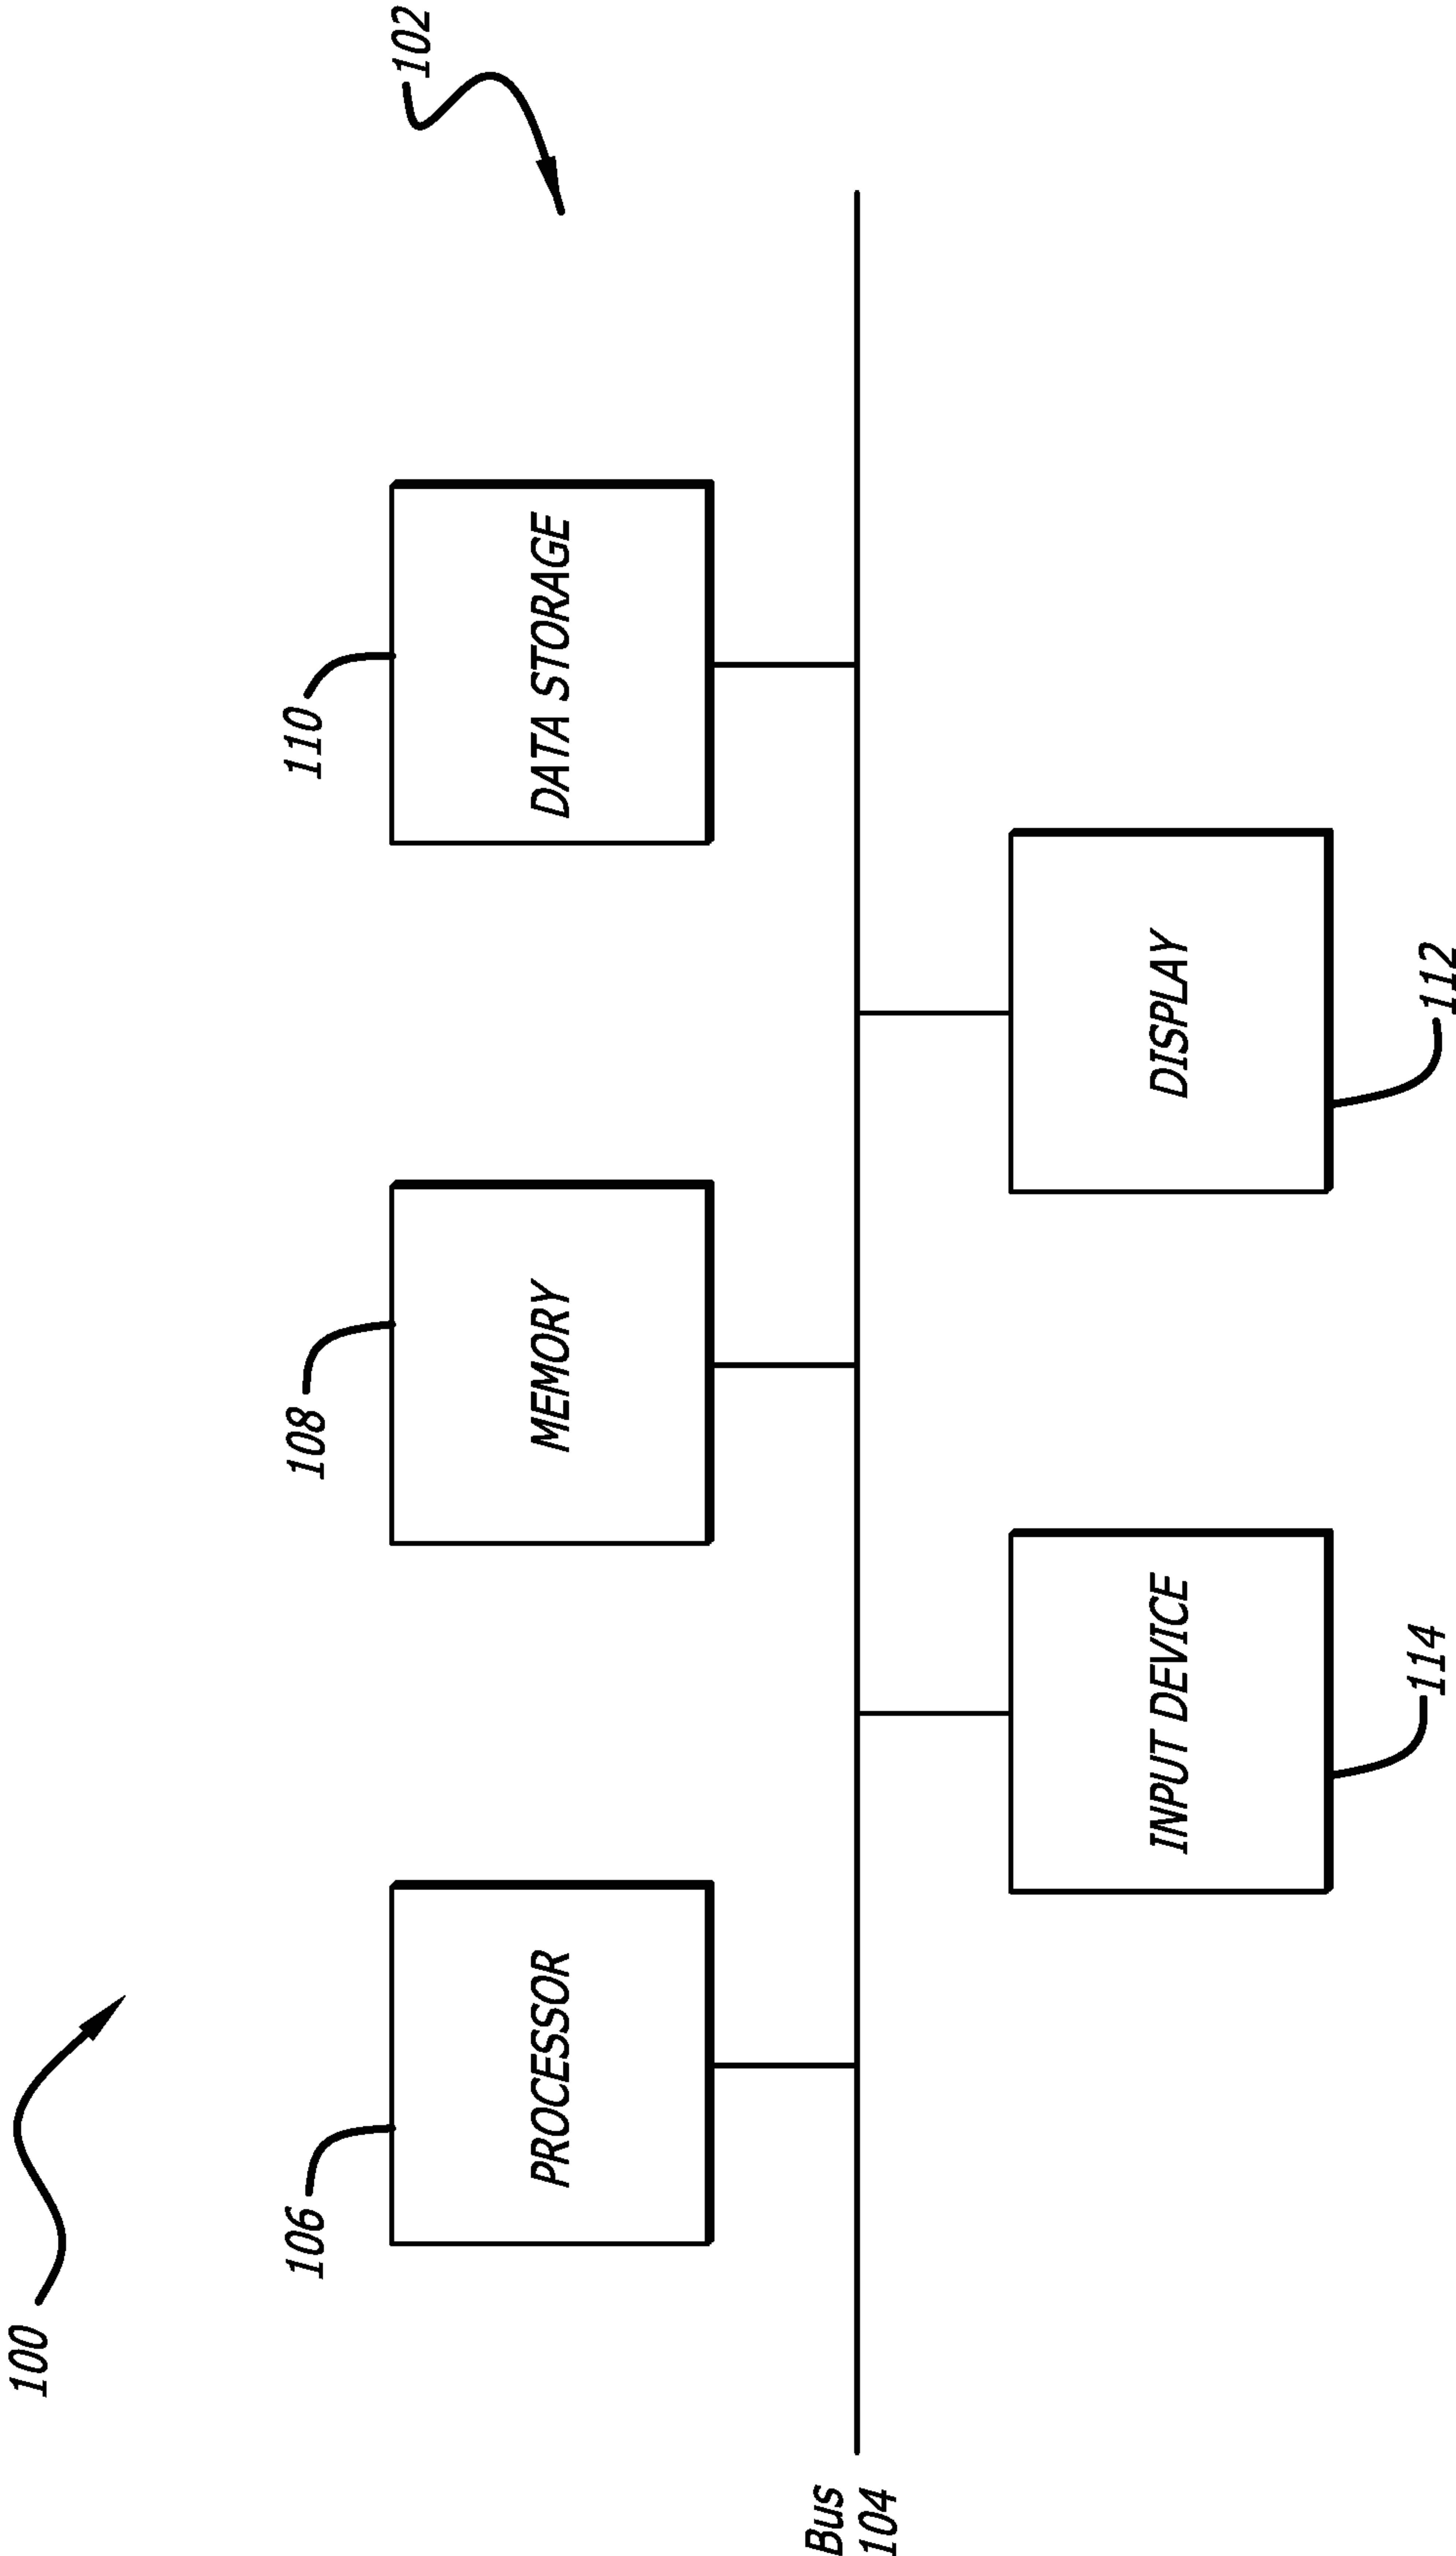 100
102
106
108
110
PROCESSOR
MEMORY
DATA STORAGE
Bus
104
INPUT DEVICE
DISPLAY
114
112